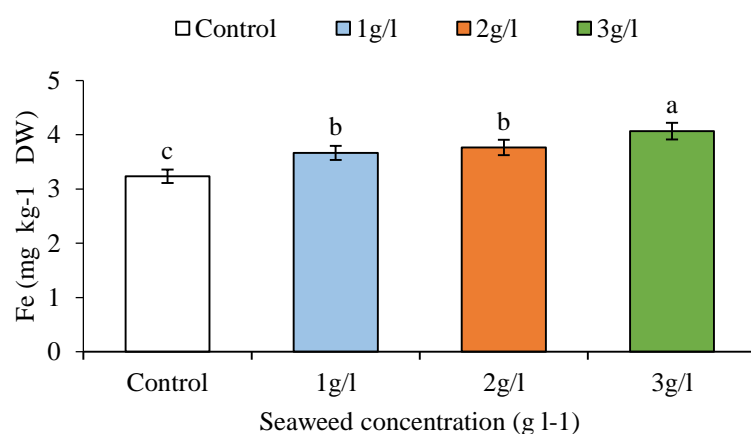 Control 1g/l 2g/l 3g/l
5
4
3
2
1
0
Fe (mg kg-1 DW)
c
b
b
a
Control 1g/l 2g/l 3g/l
Seaweed concentration (g l-1)